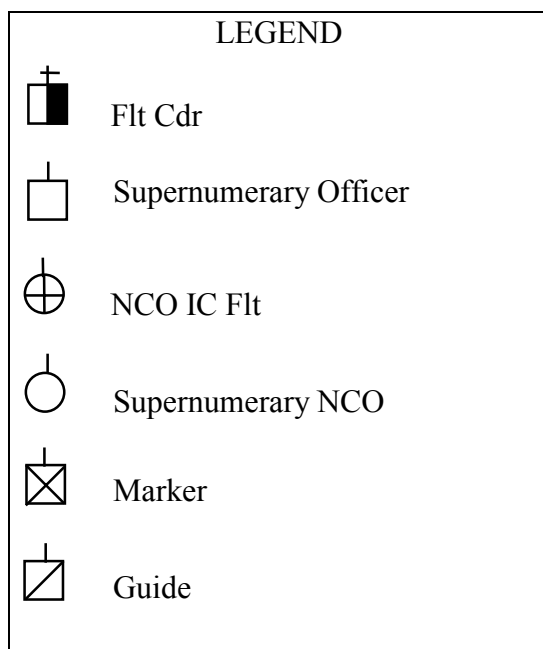 LEGEND
Flt Cdr
Supernumerary Officer
NCO IC Flt
Supernumerary NCO
Marker
Guide